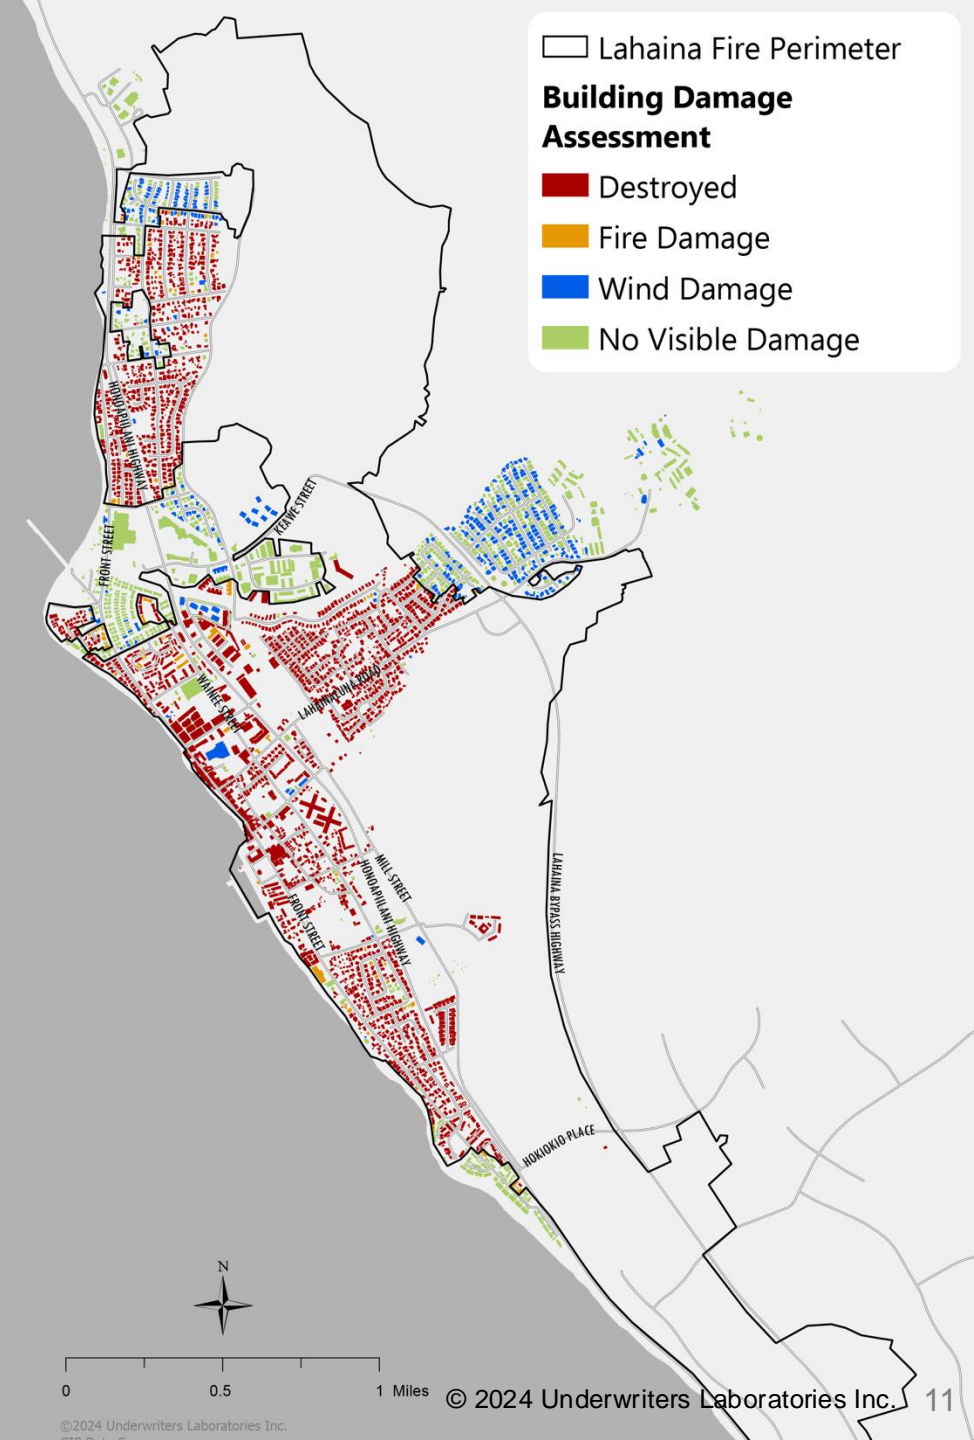 Lahaina Fire Perimeter
Building Damage
Assessment
Destroyed
Fire Damage
Wind Damage
No Visible Damage
HONOAPIILANI HIGHWAY
KEAWE STREET
FRONT STREET
WAINEE STREET
LAHAINALUNA ROAD
MILL STREET
HONOAPIILANI HIGHWAY
FRONT STREET
LAHAINA BYPASS HIGHWAY
HOKIOKIO PLACE
N
0 0.5 1 Miles
© 2024 Underwriters Laboratories Inc. 11
©2024 Underwriters Laboratories Inc.